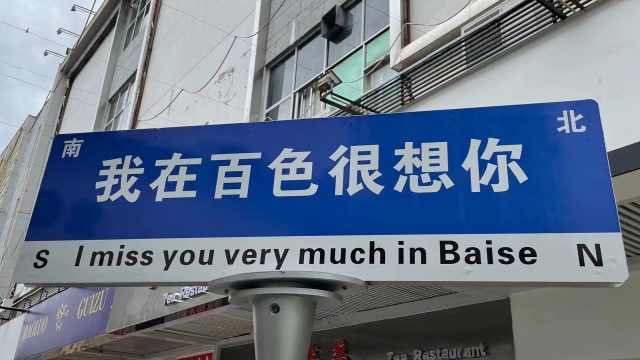 南
北
我在百色很想你
S I miss you very much in Baise N
GUIZU
Tea Restaurant